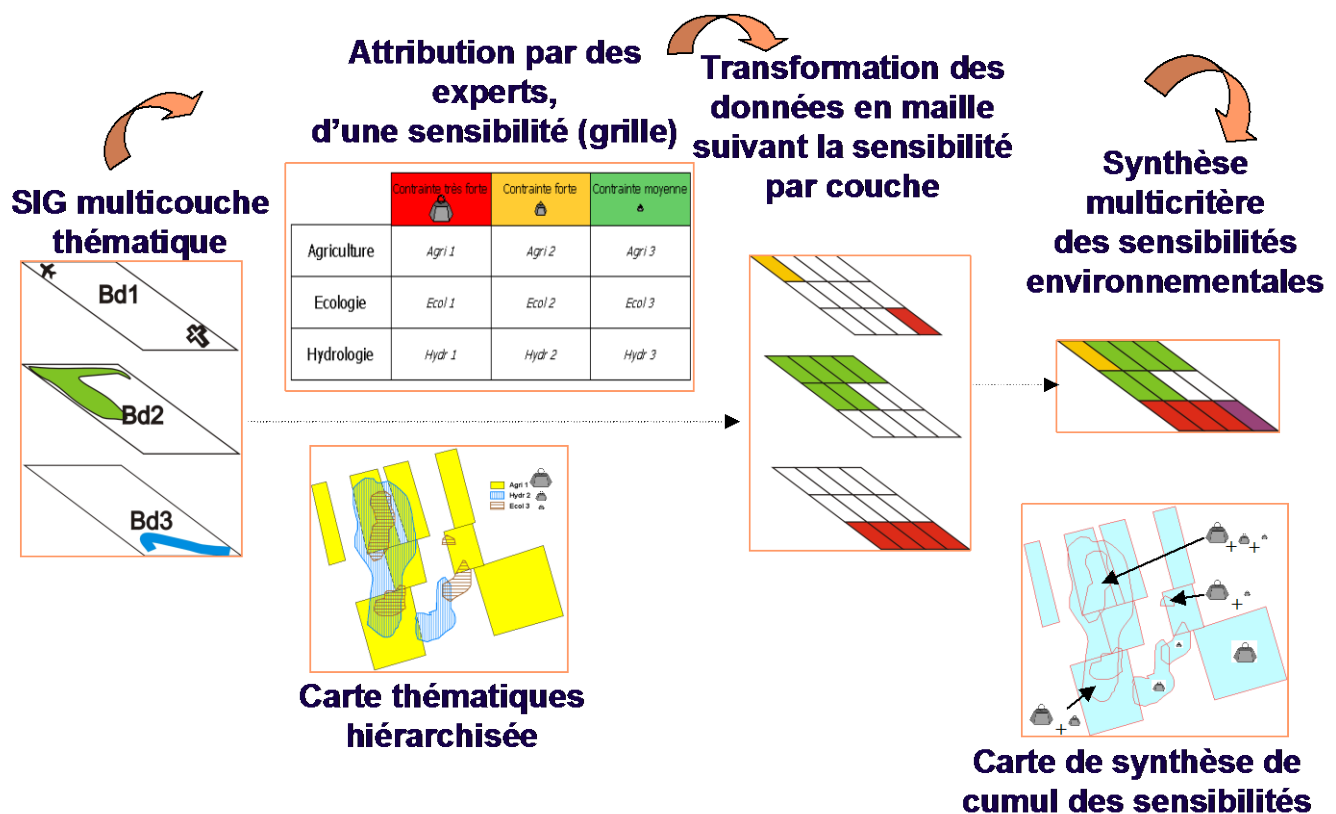 Attribution par des
experts,
d'une sensibilité (grille)
Transformation des
données en maille
suivant la sensibilité
par couche
Synthèse
multicritère
des sensibilités
environnementales
SIG multicouche
thématique
Contrainte très forte
Contrainte forte
Contrainte moyenne
Agriculture
Agri 1
Agri 2
Agri 3
Ecologie
Ecol 1
Ecol 2
Ecol 3
Hydrologie
Hydr 1
Hydr 2
Hydr 3
Bd1
Bd2
Bd3
Agri 1
Hydr 2
Ecol 3
+ +
+
+
Carte thématiques
hiérarchisée
Carte de synthèse de
cumul des sensibilités